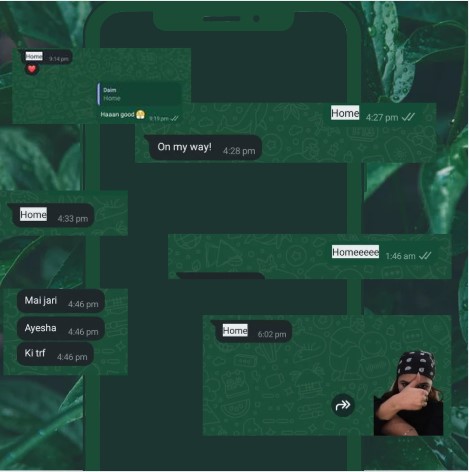 Home 9:14 pm
Daim
Home
Haaan good 9:19 pm
Home 4:27 pm
On my way! 4:28 pm
Home 4:33 pm
Homeeeee 1:46 am
Mai jari 4:46 pm
Ayesha 4:46 pm
Ki trf 4:46 pm
Home 6:02 pm